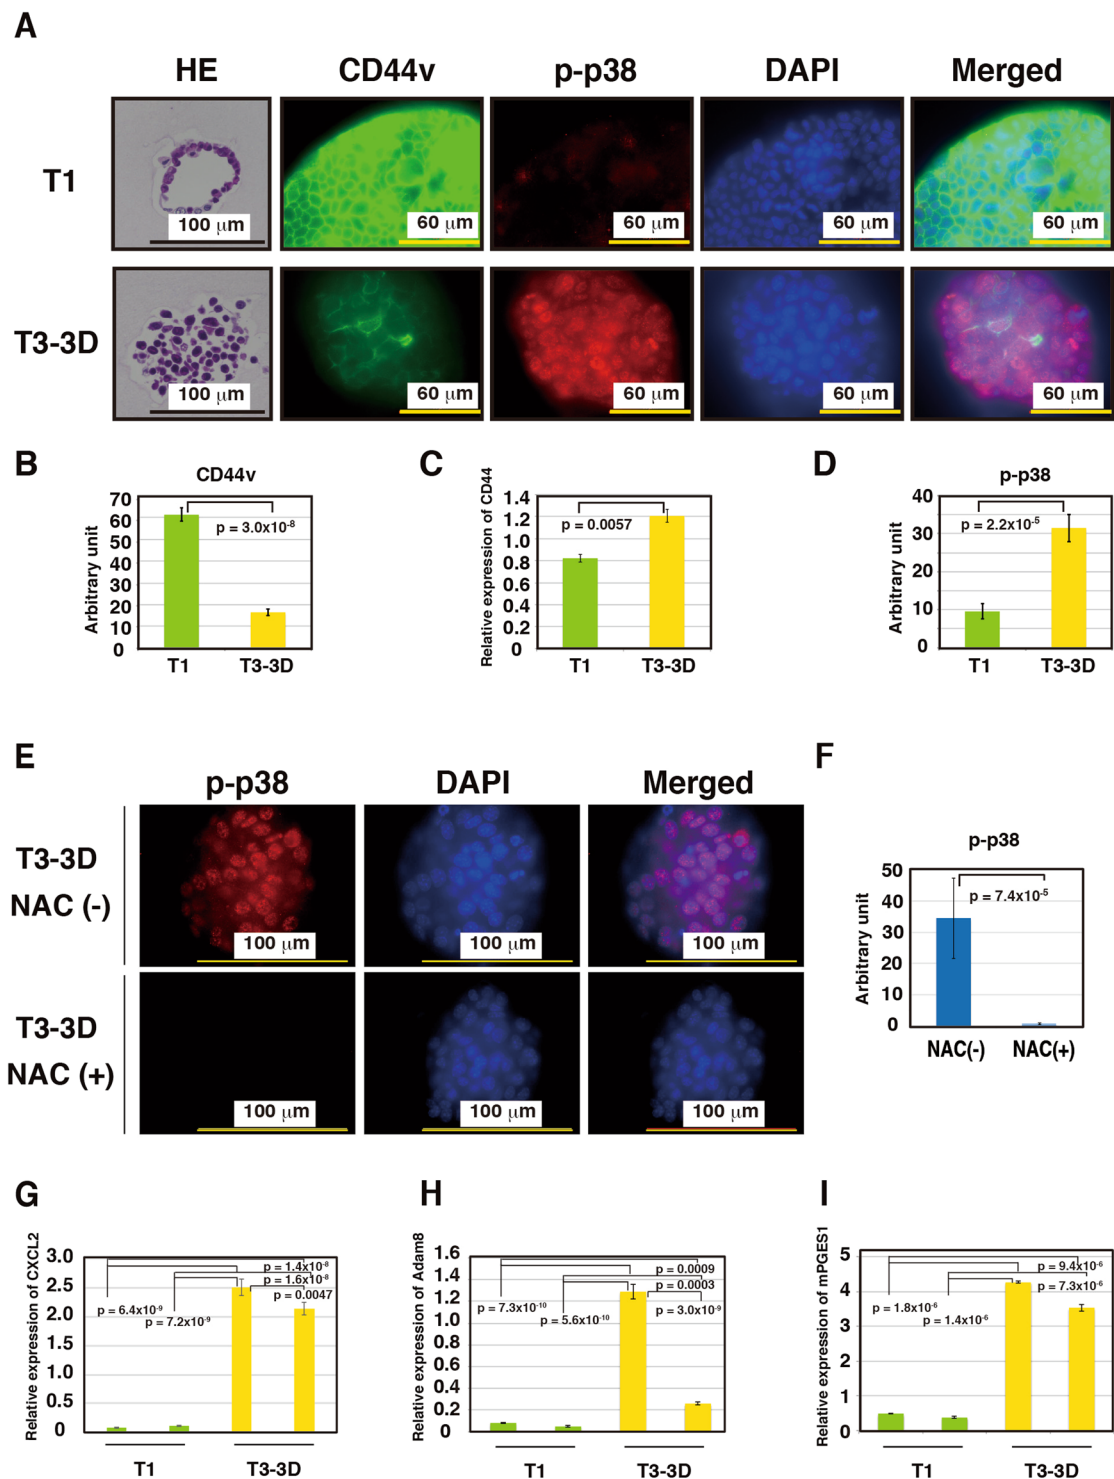 A
HE CD44v p-p38 DAPI Merged
T1
100 μm 60 μm 60 μm 60 μm 60 μm
T3-3D
100 μm 60 μm 60 μm 60 μm 60 μm
B
CD44v
Arbitrary unit
70
60
50
40
30
20
10
0
p = 3.0x10-8
T1 T3-3D
C
Relative expression of CD44
1.4
1.2
1.0
0.8
0.6
0.4
0.2
0
p = 0.0057
T1 T3-3D
D
p-p38
Arbitrary unit
40
30
20
10
0
p = 2.2x10-5
T1 T3-3D
E
p-p38 DAPI Merged
T3-3D
NAC (-)
100 μm 100 μm 100 μm
T3-3D
NAC (+)
100 μm 100 μm 100 μm
F
p-p38
Arbitrary unit
50
40
30
20
10
0
p = 7.4x10-5
NAC(-) NAC(+)
G
Relative expression of CXCL2
3.0
2.5
2.0
1.5
1.0
0.5
0
p = 1.4x10-8
p = 1.6x10-8
p = 0.0047
p = 6.4x10-9
p = 7.2x10-9
T1 T3-3D
H
Relative expression of Adam8
1.6
1.4
1.2
1.0
0.8
0.6
0.4
0.2
0
p = 0.0009
p = 0.0003
p = 7.3x10-10
p = 3.0x10-9
p = 5.6x10-10
T1 T3-3D
I
Relative expression of mPGES1
5
4
3
2
1
0
p = 9.4x10-6
p = 7.3x10-6
p = 1.8x10-6
p = 1.4x10-6
T1 T3-3D